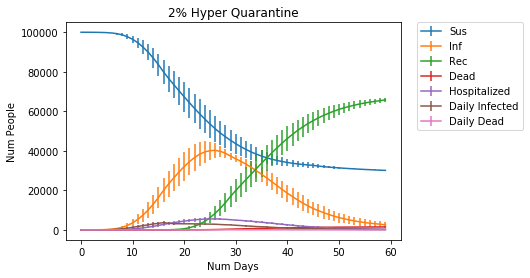 2% Hyper Quarantine
100000
80000
60000
40000
20000
0
Num People
0 10 20 30 40 50 60
Num Days
Sus
Inf
Rec
Dead
Hospitalized
Daily Infected
Daily Dead